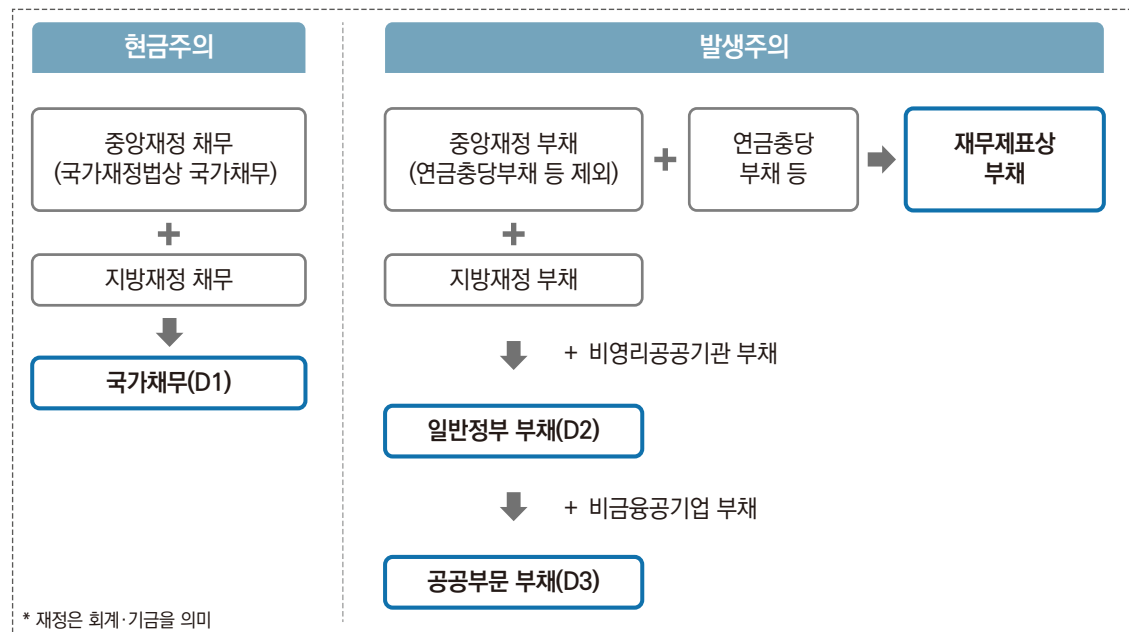 현금주의
중앙재정 채무
(국가재정법상 국가채무)
+
지방재정 채무
국가채무(D1)
* 재정은 회계·기금을 의미
발생주의
중앙재정 부채
(연금충당부채 등 제외)
+
연금충당
부채 등
재무제표상
부채
+
지방재정 부채
+ 비영리공공기관 부채
일반정부 부채(D2)
+ 비금융공기업 부채
공공부문 부채(D3)